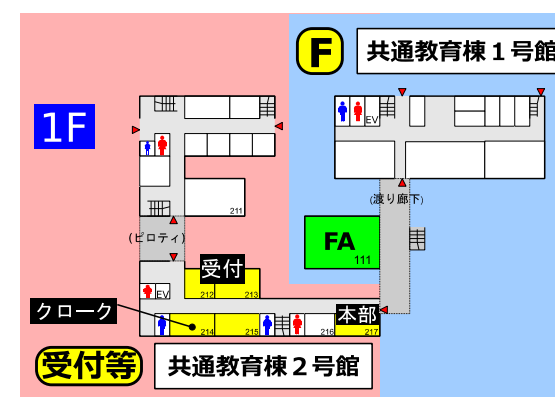 F 共通教育棟１号館
1F
EV
(渡り廊下)
211
(ピロティ)
FA
111
受付
EV
212 213
クローク
本部
214 215 216 217
受付等 共通教育棟２号館